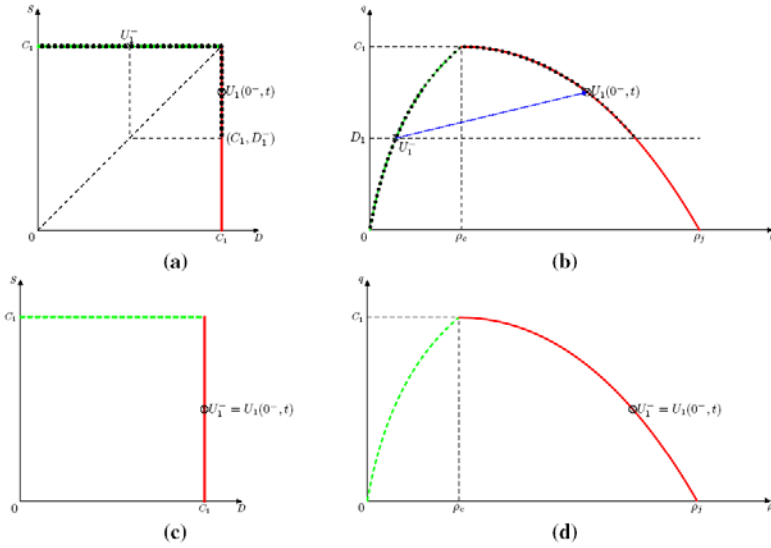 S
C₁
U₁⁻
U₁(0⁻, t)
(C₁, D₁⁻)
0
C₁
D
(a)
q
C₁
U₁(0⁻, t)
D₁
U₁⁻
0
ρc
ρj
(b)
S
C₁
U₁⁻ = U₁(0⁻, t)
0
C₁
D
(c)
q
C₁
U₁⁻ = U₁(0⁻, t)
0
ρc
ρj
(d)